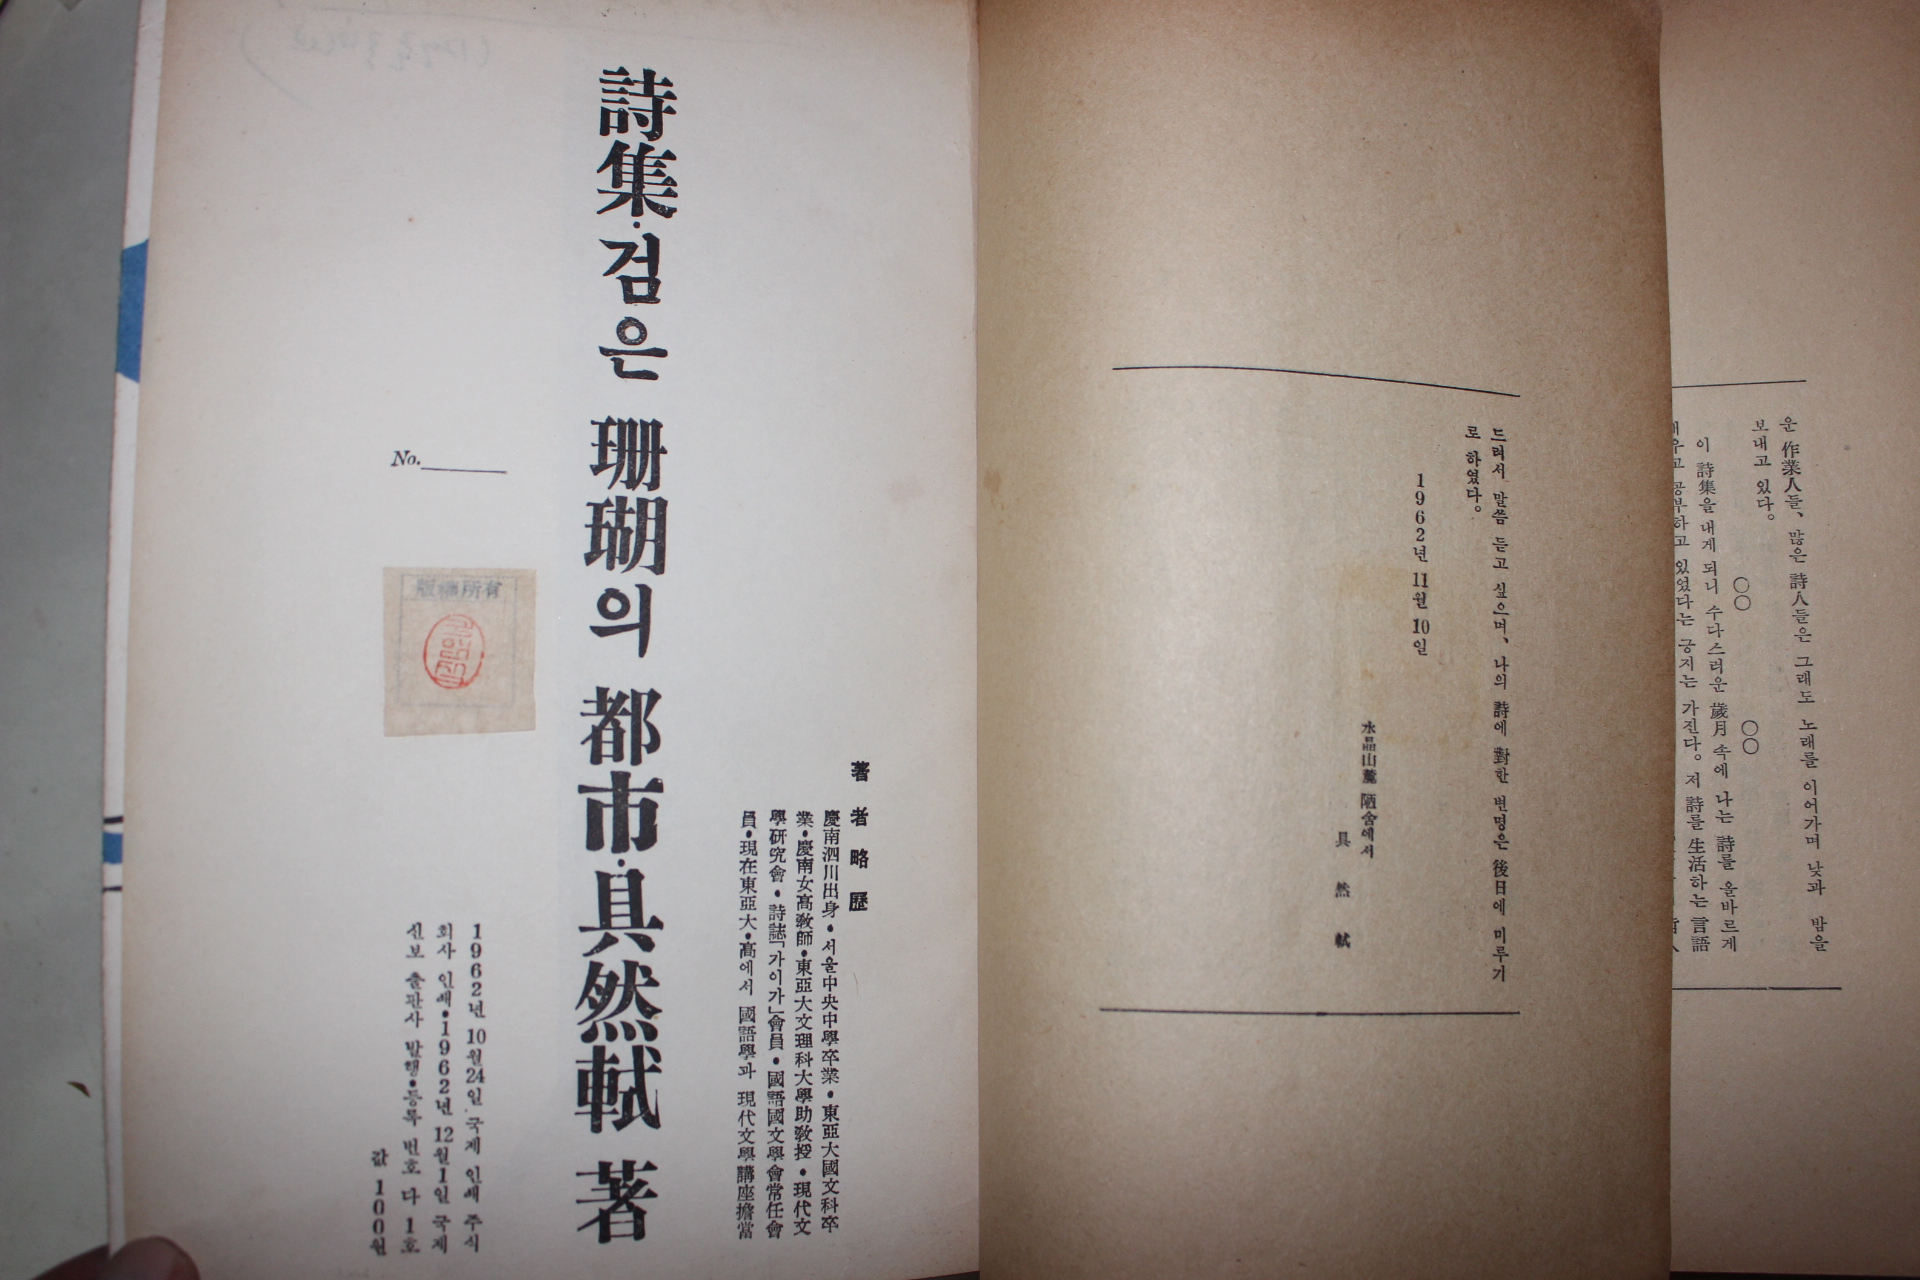 운 作業人들、많은 詩人들은 그래도 노래를 이어가며 낮과 밤을
보내고 있다。
○○ ○○
이 詩集을 내게 되니 수다스러운 歲月 속에 나는 詩를 올바르게
배우고 공부하고 있었다는 긍지는 가진다。저 詩를 生活하는 言語
드려서 말씀 듣고 싶으며、나의 詩에 對한 변명은 後日에 미루기
로 하였다。
1962년 11월 10일
水晶山麓 陋舍에서
具然軾
著者略歷
慶南泗川出身・서울中央中學卒業・東亞大國文科卒
業・慶南女高敎師・東亞大文理科大學助敎授・現代文
學硏究會・詩誌「가이가」會員・國語國文學會常任會
員・現在東亞大・高에서 國語學과 現代文學講座擔當
詩集・검은 珊瑚의 都市・具然軾 著
No.
版權所有
1962년 10월24일 국제 인쇄 주식
회사 인쇄・1962년 12월1일 국제
신보 출판사 발행・등록 번호 다 1호
값 100원